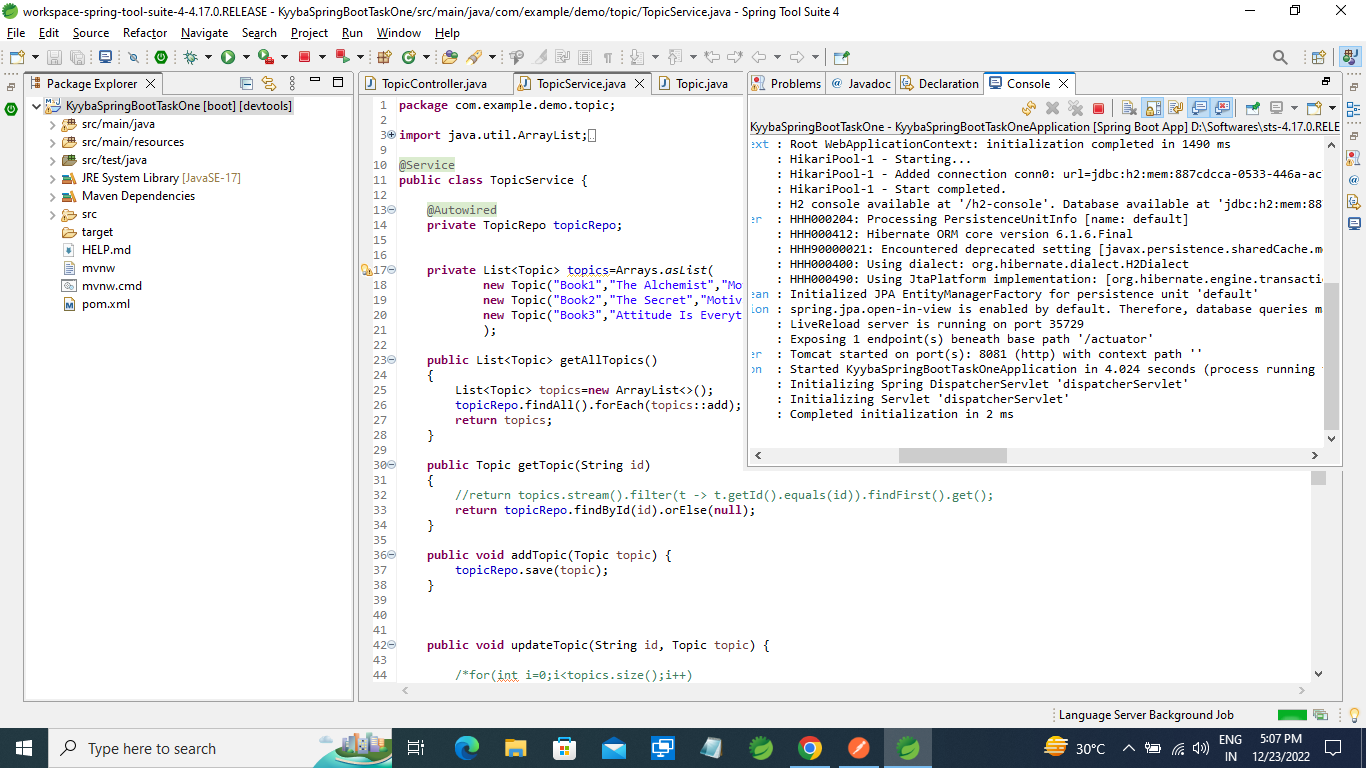 workspace-spring-tool-suite-4-4.17.0.RELEASE - KyybaSpringBootTaskOne/src/main/java/com/example/demo/topic/TopicService.java - Spring Tool Suite 4
File Edit Source Refactor Navigate Search Project Run Window Help
Package Explorer
KyybaSpringBootTaskOne [boot] [devtools]
src/main/java
src/main/resources
src/test/java
JRE System Library [JavaSE-17]
Maven Dependencies
src
target
HELP.md
mvnw
mvnw.cmd
pom.xml
TopicController.java TopicService.java Topic.java
1 package com.example.demo.topic;
2
3 import java.util.ArrayList;
9
10 @Service
11 public class TopicService {
12
13 @Autowired
14 private TopicRepo topicRepo;
15
16
17 private List<Topic> topics=Arrays.asList(
18 new Topic("Book1","The Alchemist","Mo
19 new Topic("Book2","The Secret","Motiv
20 new Topic("Book3","Attitude Is Everyt
21 );
22
23 public List<Topic> getAllTopics()
24 {
25 List<Topic> topics=new ArrayList<>();
26 topicRepo.findAll().forEach(topics::add);
27 return topics;
28 }
29
30 public Topic getTopic(String id)
31 {
32 //return topics.stream().filter(t -> t.getId().equals(id)).findFirst().get();
33 return topicRepo.findById(id).orElse(null);
34 }
35
36 public void addTopic(Topic topic) {
37 topicRepo.save(topic);
38 }
39
40
41
42 public void updateTopic(String id, Topic topic) {
43
44 /*for(int i=0;i<topics.size();i++)
Problems @ Javadoc Declaration Console
KyybaSpringBootTaskOne - KyybaSpringBootTaskOneApplication [Spring Boot App] D:\Softwares\sts-4.17.0.RELE
ext : Root WebApplicationContext: initialization completed in 1490 ms
: HikariPool-1 - Starting...
: HikariPool-1 - Added connection conn0: url=jdbc:h2:mem:887cdcca-0533-446a-ac
: HikariPool-1 - Start completed.
: H2 console available at '/h2-console'. Database available at 'jdbc:h2:mem:88
er : HHH000204: Processing PersistenceUnitInfo [name: default]
: HHH000412: Hibernate ORM core version 6.1.6.Final
: HHH90000021: Encountered deprecated setting [javax.persistence.sharedCache.m
: HHH000400: Using dialect: org.hibernate.dialect.H2Dialect
: HHH000490: Using JtaPlatform implementation: [org.hibernate.engine.transactio
ean : Initialized JPA EntityManagerFactory for persistence unit 'default'
ion : spring.jpa.open-in-view is enabled by default. Therefore, database queries m
: LiveReload server is running on port 35729
: Exposing 1 endpoint(s) beneath base path '/actuator'
er : Tomcat started on port(s): 8081 (http) with context path ''
on : Started KyybaSpringBootTaskOneApplication in 4.024 seconds (process running
: Initializing Spring DispatcherServlet 'dispatcherServlet'
: Initializing Servlet 'dispatcherServlet'
: Completed initialization in 2 ms
Language Server Background Job
Type here to search
30°C
ENG
IN
5:07 PM
12/23/2022